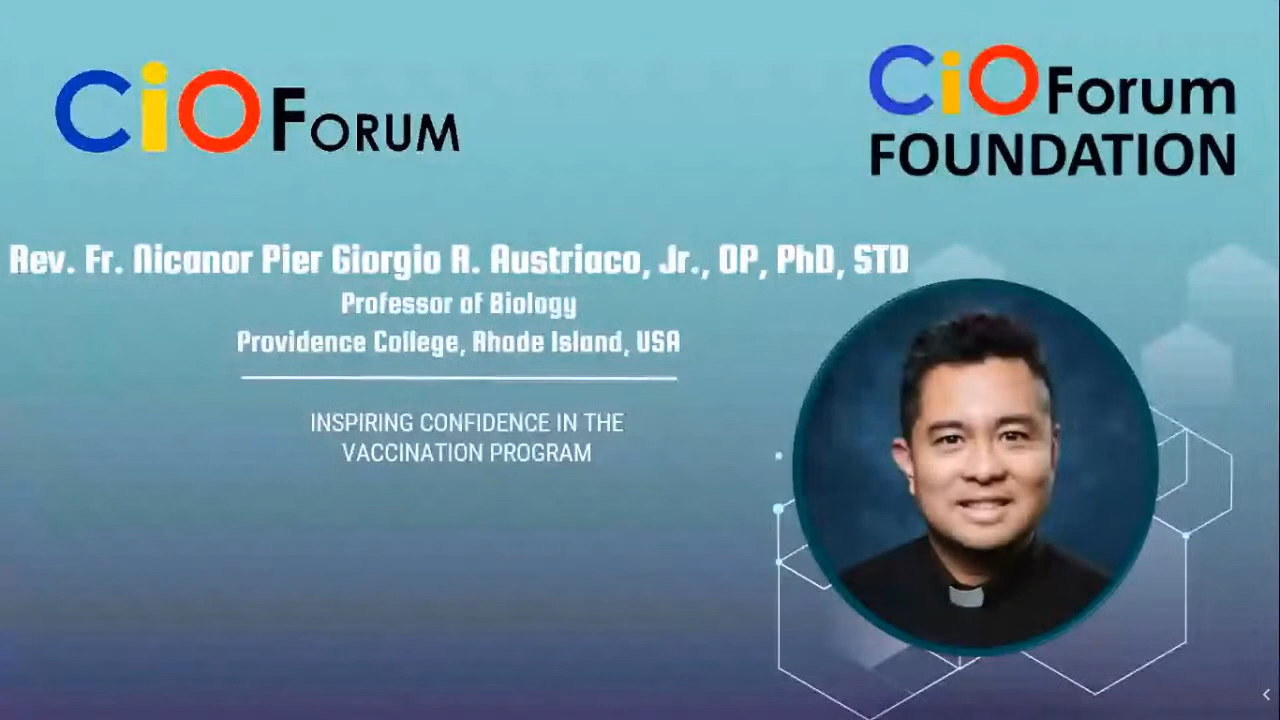 CiOFORUM
CiOForum
FOUNDATION
Rev. Fr. Nicanor Pier Giorgio R. Austriaco, Jr., OP, PhD, STD
Professor of Biology
Providence College, Rhode Island, USA
INSPIRING CONFIDENCE IN THE
VACCINATION PROGRAM